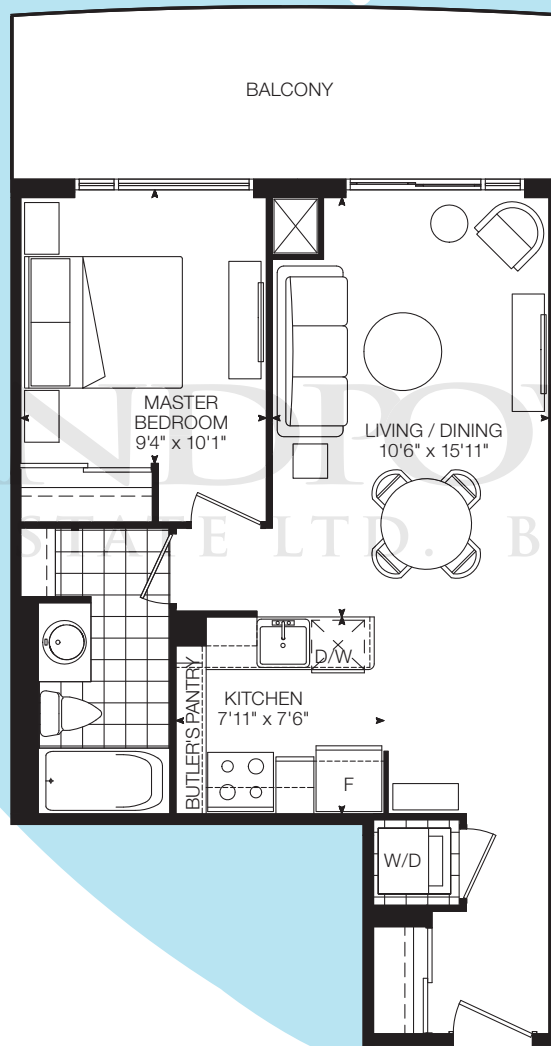 BALCONY
MASTER
BEDROOM
9'4" x 10'1"
LIVING / DINING
10'6" x 15'11"
D/W
BUTLER'S PANTRY
KITCHEN
7'11" x 7'6"
F
W/D